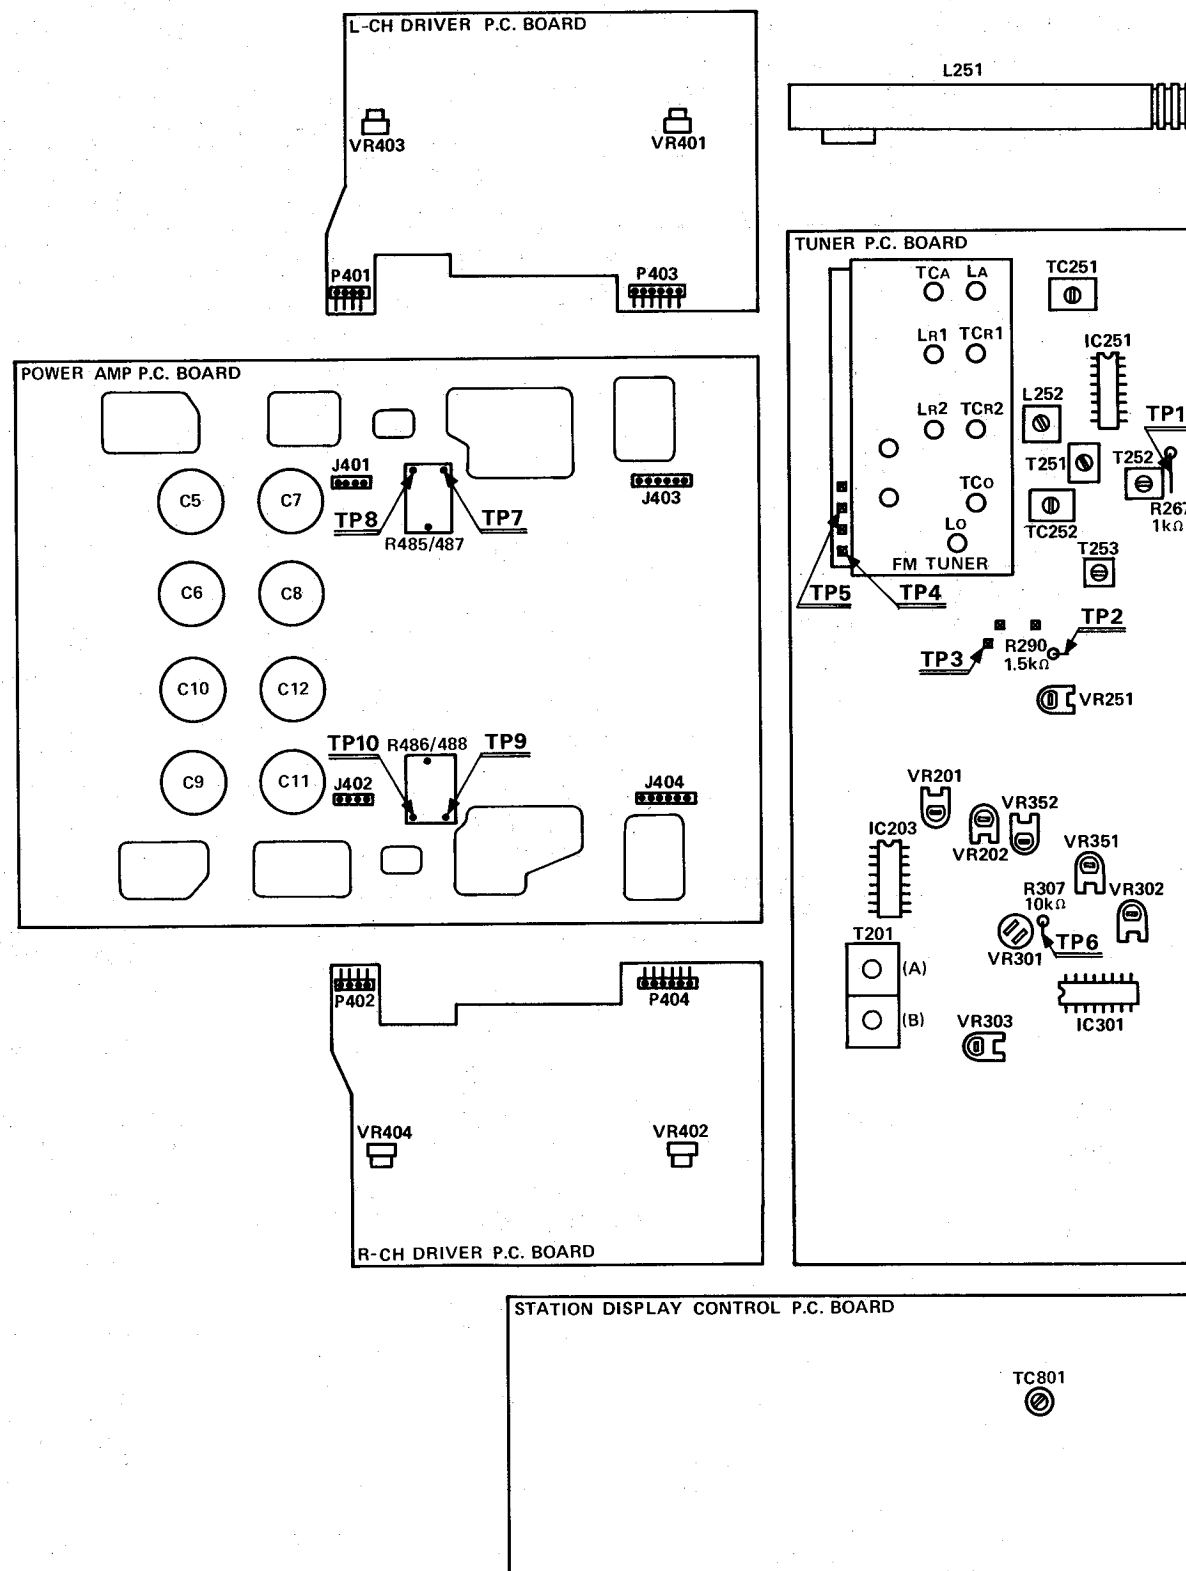 L-CH DRIVER P.C. BOARD
VR403
VR401
P401
P403
L251
POWER AMP P.C. BOARD
J401
J403
C5
C7
TP8
TP7
R485/487
C6
C8
C10
C12
TP10
R486/488
TP9
C9
C11
J402
J404
P402
P404
VR404
VR402
R-CH DRIVER P.C. BOARD
TUNER P.C. BOARD
TCA
LA
TC251
LR1
TCR1
IC251
LR2
TCR2
L252
TP1
T251
T252
TCO
R267
1kΩ
LO
TC252
FM TUNER
T253
TP5
TP4
TP2
R290
1.5kΩ
TP3
VR251
VR201
VR352
IC203
VR202
VR351
R307
10kΩ
VR302
T201
(A)
VR301
TP6
(B)
VR303
IC301
STATION DISPLAY CONTROL P.C. BOARD
TC801